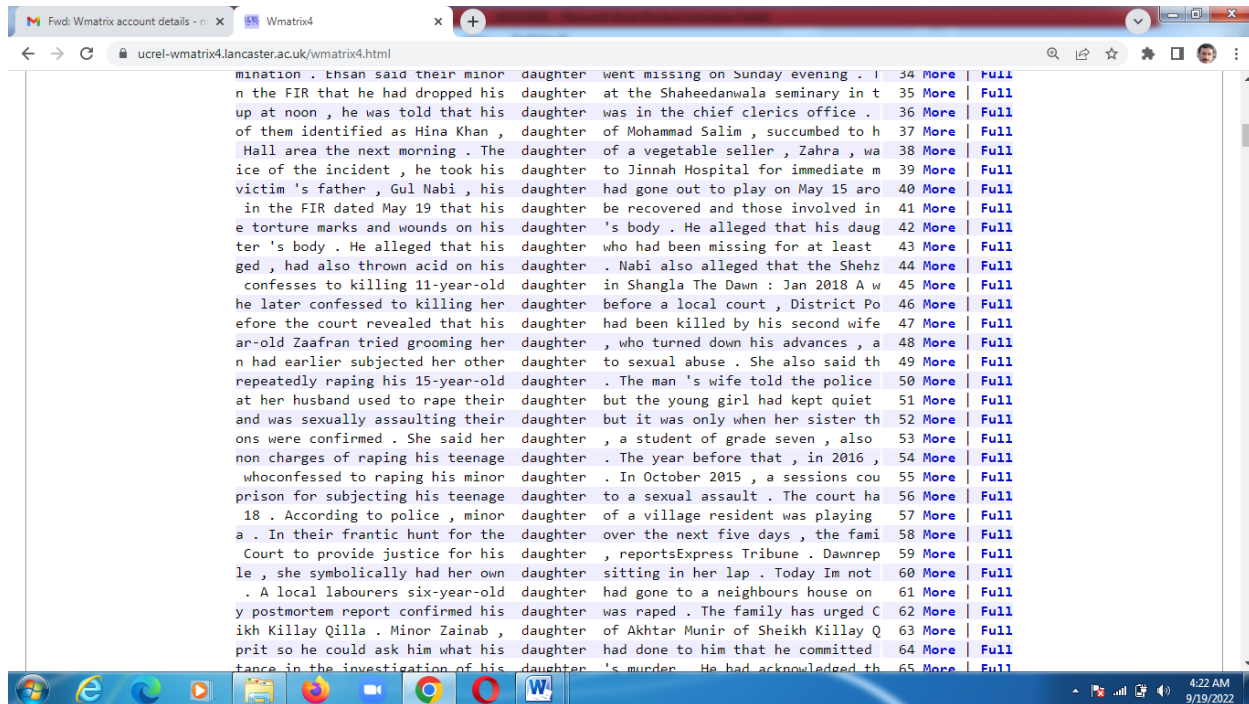 Fwd: Wmatrix account details - n
Wmatrix4
ucrel-wmatrix4.lancaster.ac.uk/wmatrix4.html
mination . Ehsan said their minor daughter went missing on Sunday evening . T 34 More | Full
n the FIR that he had dropped his daughter at the Shaheedanwala seminary in t 35 More | Full
up at noon , he was told that his daughter was in the chief clerics office . 36 More | Full
of them identified as Hina Khan , daughter of Mohammad Salim , succumbed to h 37 More | Full
Hall area the next morning . The daughter of a vegetable seller , Zahra , wa 38 More | Full
ice of the incident , he took his daughter to Jinnah Hospital for immediate m 39 More | Full
victim 's father , Gul Nabi , his daughter had gone out to play on May 15 aro 40 More | Full
in the FIR dated May 19 that his daughter be recovered and those involved in 41 More | Full
e torture marks and wounds on his daughter 's body . He alleged that his daug 42 More | Full
ter 's body . He alleged that his daughter who had been missing for at least 43 More | Full
ged , had also thrown acid on his daughter . Nabi also alleged that the Shehz 44 More | Full
confesses to killing 11-year-old daughter in Shangla The Dawn : Jan 2018 A w 45 More | Full
he later confessed to killing her daughter before a local court , District Po 46 More | Full
efore the court revealed that his daughter had been killed by his second wife 47 More | Full
ar-old Zaafran tried grooming her daughter , who turned down his advances , a 48 More | Full
n had earlier subjected her other daughter to sexual abuse . She also said th 49 More | Full
repeatedly raping his 15-year-old daughter . The man 's wife told the police 50 More | Full
at her husband used to rape their daughter but the young girl had kept quiet 51 More | Full
and was sexually assaulting their daughter but it was only when her sister th 52 More | Full
ons were confirmed . She said her daughter , a student of grade seven , also 53 More | Full
non charges of raping his teenage daughter . The year before that , in 2016 , 54 More | Full
whoconfessed to raping his minor daughter . In October 2015 , a sessions cou 55 More | Full
prison for subjecting his teenage daughter to a sexual assault . The court ha 56 More | Full
18 . According to police , minor daughter of a village resident was playing 57 More | Full
a . In their frantic hunt for the daughter over the next five days , the fami 58 More | Full
Court to provide justice for his daughter , reportsExpress Tribune . Dawnrep 59 More | Full
le , she symbolically had her own daughter sitting in her lap . Today Im not 60 More | Full
. A local labourers six-year-old daughter had gone to a neighbours house on 61 More | Full
y postmortem report confirmed his daughter was raped . The family has urged C 62 More | Full
ikh Killay Qilla . Minor Zainab , daughter of Akhtar Munir of Sheikh Killay Q 63 More | Full
prit so he could ask him what his daughter had done to him that he committed 64 More | Full
tance in the investigation of his daughter 's murder . He had acknowledged th 65 More | Full
4:22 AM
9/19/2022